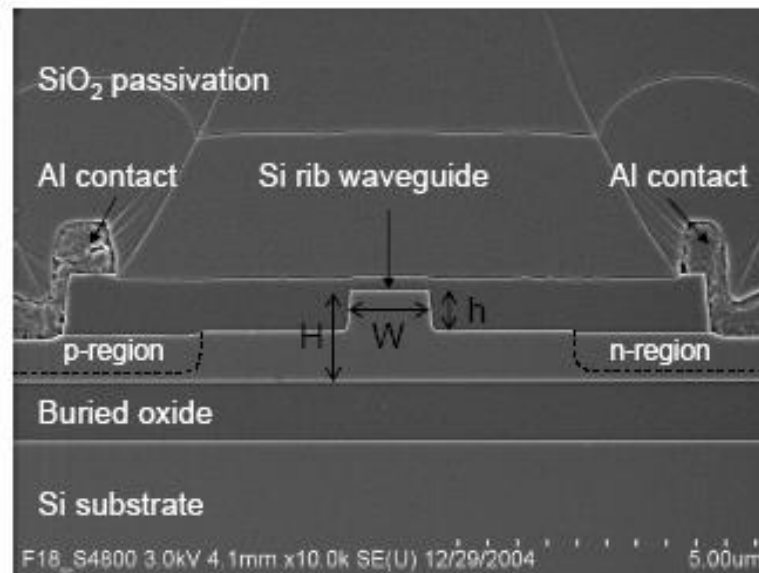 SiO₂ passivation
Al contact
Si rib waveguide
Al contact
H
W
h
p-region
n-region
Buried oxide
Si substrate
F18_S4800 3.0kV 4.1mm x10.0k SE(U) 12/29/2004
5.00um